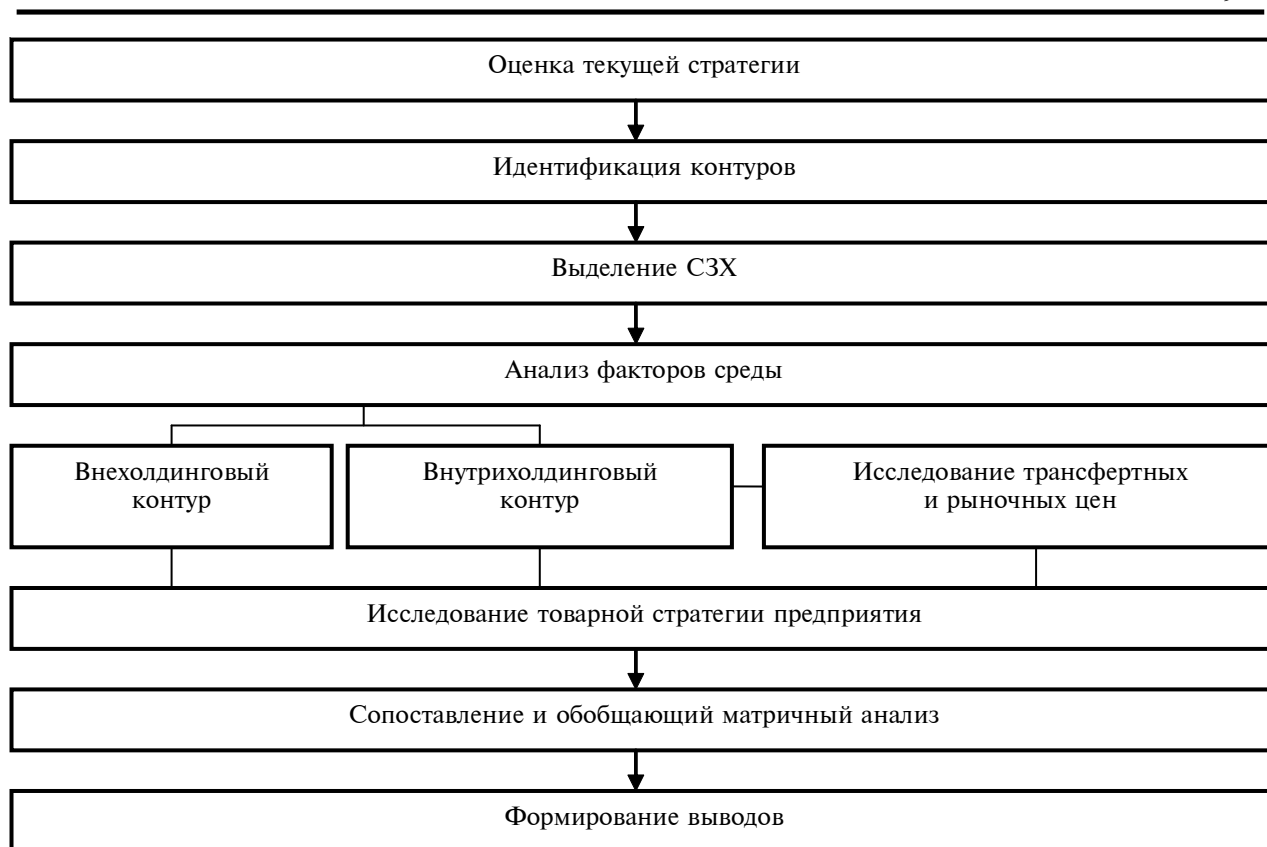 Оценка текущей стратегии
Идентификация контуров
Выделение СЗХ
Анализ факторов среды
Внехолдинговый
контур
Внутрихолдинговый
контур
Исследование трансфертных
и рыночных цен
Исследование товарной стратегии предприятия
Сопоставление и обобщающий матричный анализ
Формирование выводов